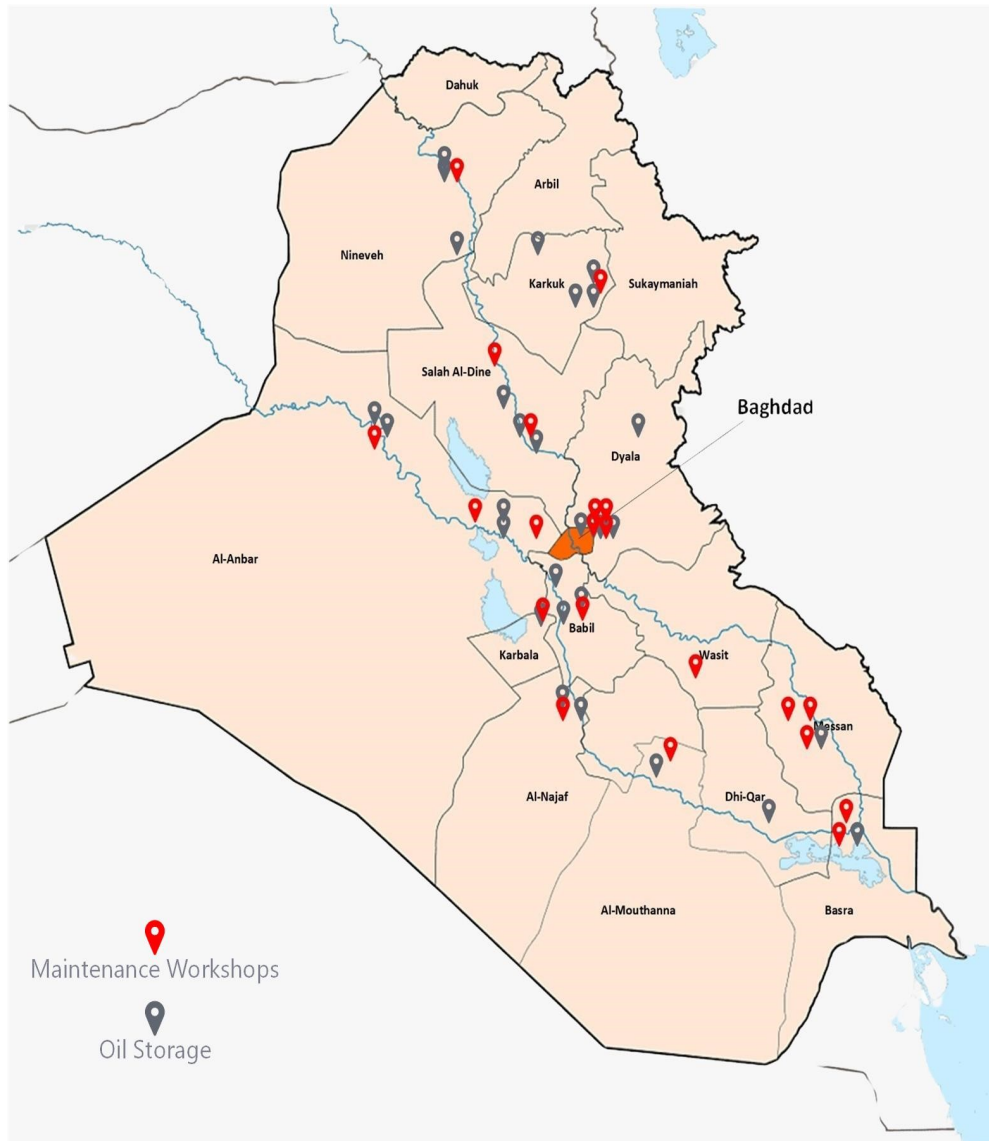 Dahuk
Arbil
Nineveh
Karkuk
Sukaymaniah
Salah Al-Dine
Baghdad
Dyala
Al-Anbar
Babil
Karbala
Wasit
Messan
Al-Najaf
Dhi-Qar
Al-Mouthanna
Basra
Maintenance Workshops
Oil Storage